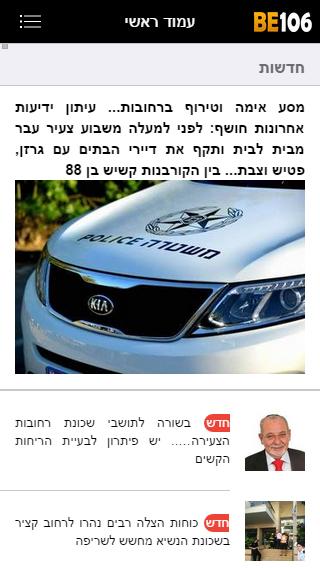 עמוד ראשי
BE106
חדשות
מסע אימה וטירוף ברחובות... עיתון ידיעות
אחרונות חושף: לפני למעלה משבוע צעיר עבר
מבית לבית ותקף את דיירי הבתים עם גרזן,
פטיש וצבת... בין הקורבנות קשיש בן 88
משטרה POLICE
KIA
חדש בשורה לתושבי שכונת רחובות
הצעירה..... יש פיתרון לבעיית הריחות
הקשים
חדש כוחות הצלה רבים נהרו לרחוב קציר
בשכונת הנשיא מחשש לשריפה